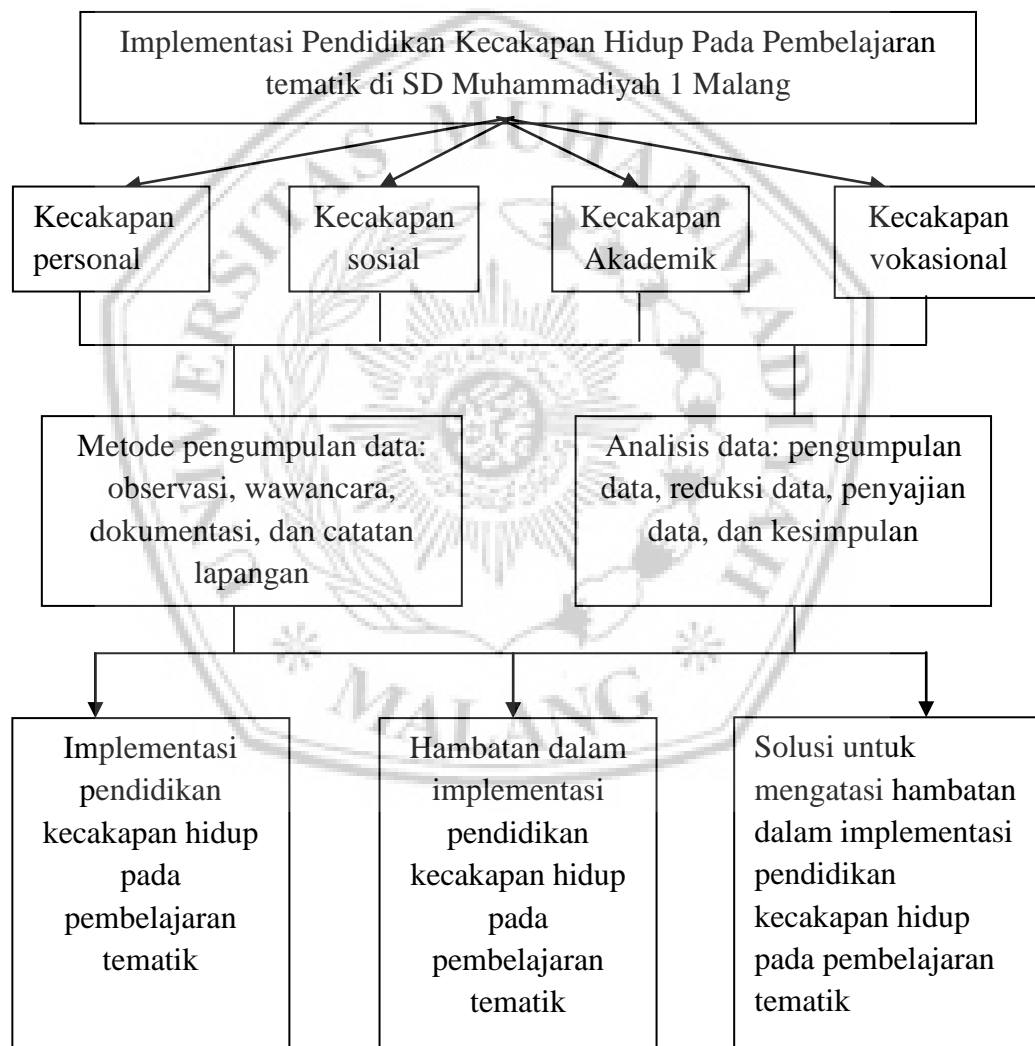 Implementasi Pendidikan Kecakapan Hidup Pada Pembelajaran
tematik di SD Muhammadiyah 1 Malang
Kecakapan
personal
Kecakapan
sosial
Kecakapan
Akademik
Kecakapan
vokasional
Metode pengumpulan data:
observasi, wawancara,
dokumentasi, dan catatan
lapangan
Analisis data: pengumpulan
data, reduksi data, penyajian
data, dan kesimpulan
Implementasi
pendidikan
kecakapan hidup
pada
pembelajaran
tematik
Hambatan dalam
implementasi
pendidikan
kecakapan hidup
pada
pembelajaran
tematik
Solusi untuk
mengatasi hambatan
dalam implementasi
pendidikan
kecakapan hidup
pada pembelajaran
tematik
UNIVERSITAS MUHAMMADIYAH
MALANG